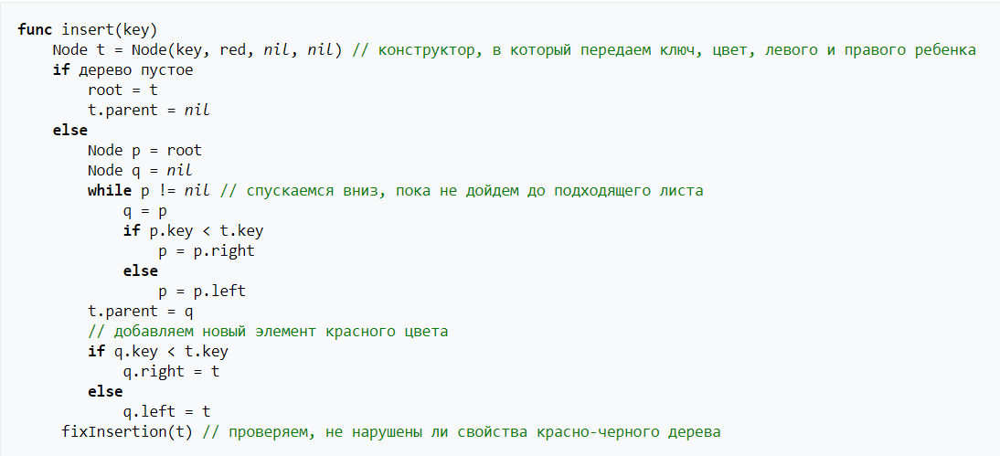 func insert(key)
    Node t = Node(key, red, nil, nil) // конструктор, в который передаем ключ, цвет, левого и правого ребенка
    if дерево пустое
        root = t
        t.parent = nil
    else
        Node p = root
        Node q = nil
        while p != nil // спускаемся вниз, пока не дойдем до подходящего листа
            q = p
            if p.key < t.key
                p = p.right
            else
                p = p.left
        t.parent = q
        // добавляем новый элемент красного цвета
        if q.key < t.key
            q.right = t
        else
            q.left = t
     fixInsertion(t) // проверяем, не нарушены ли свойства красно-черного дерева